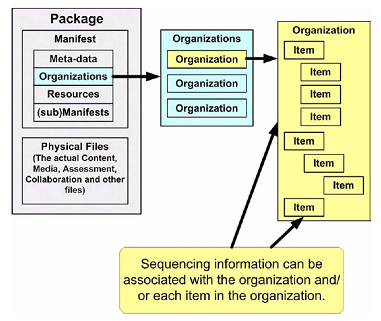 Package
Manifest
Meta-data
Organizations
Resources
(sub)Manifests
Physical Files
(The actual Content,
Media, Assessment,
Collaboration and other
files)
Organizations
Organization
Organization
Organization
Organization
Item
Item
Item
Item
Item
Item
Item
Item
Sequencing information can be
associated with the organization and/
or each item in the organization.